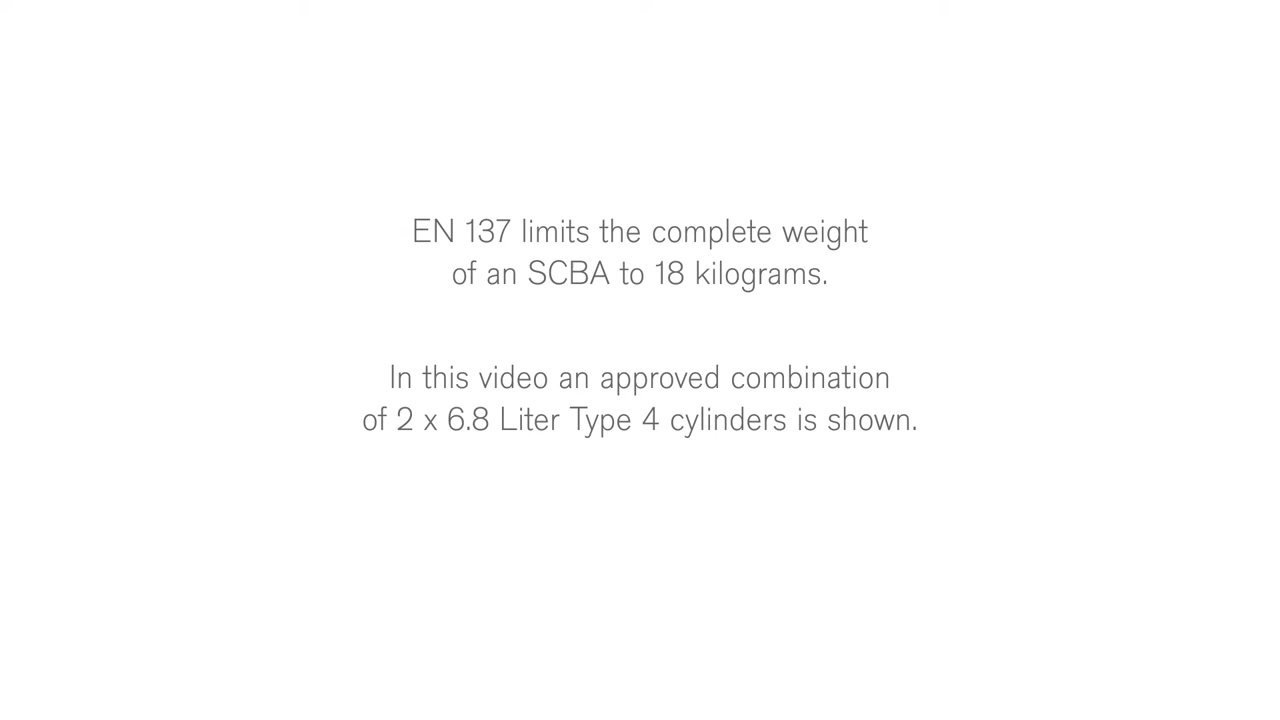 EN 137 limits the complete weight
of an SCBA to 18 kilograms.
In this video an approved combination
of 2 x 6.8 Liter Type 4 cylinders is shown.